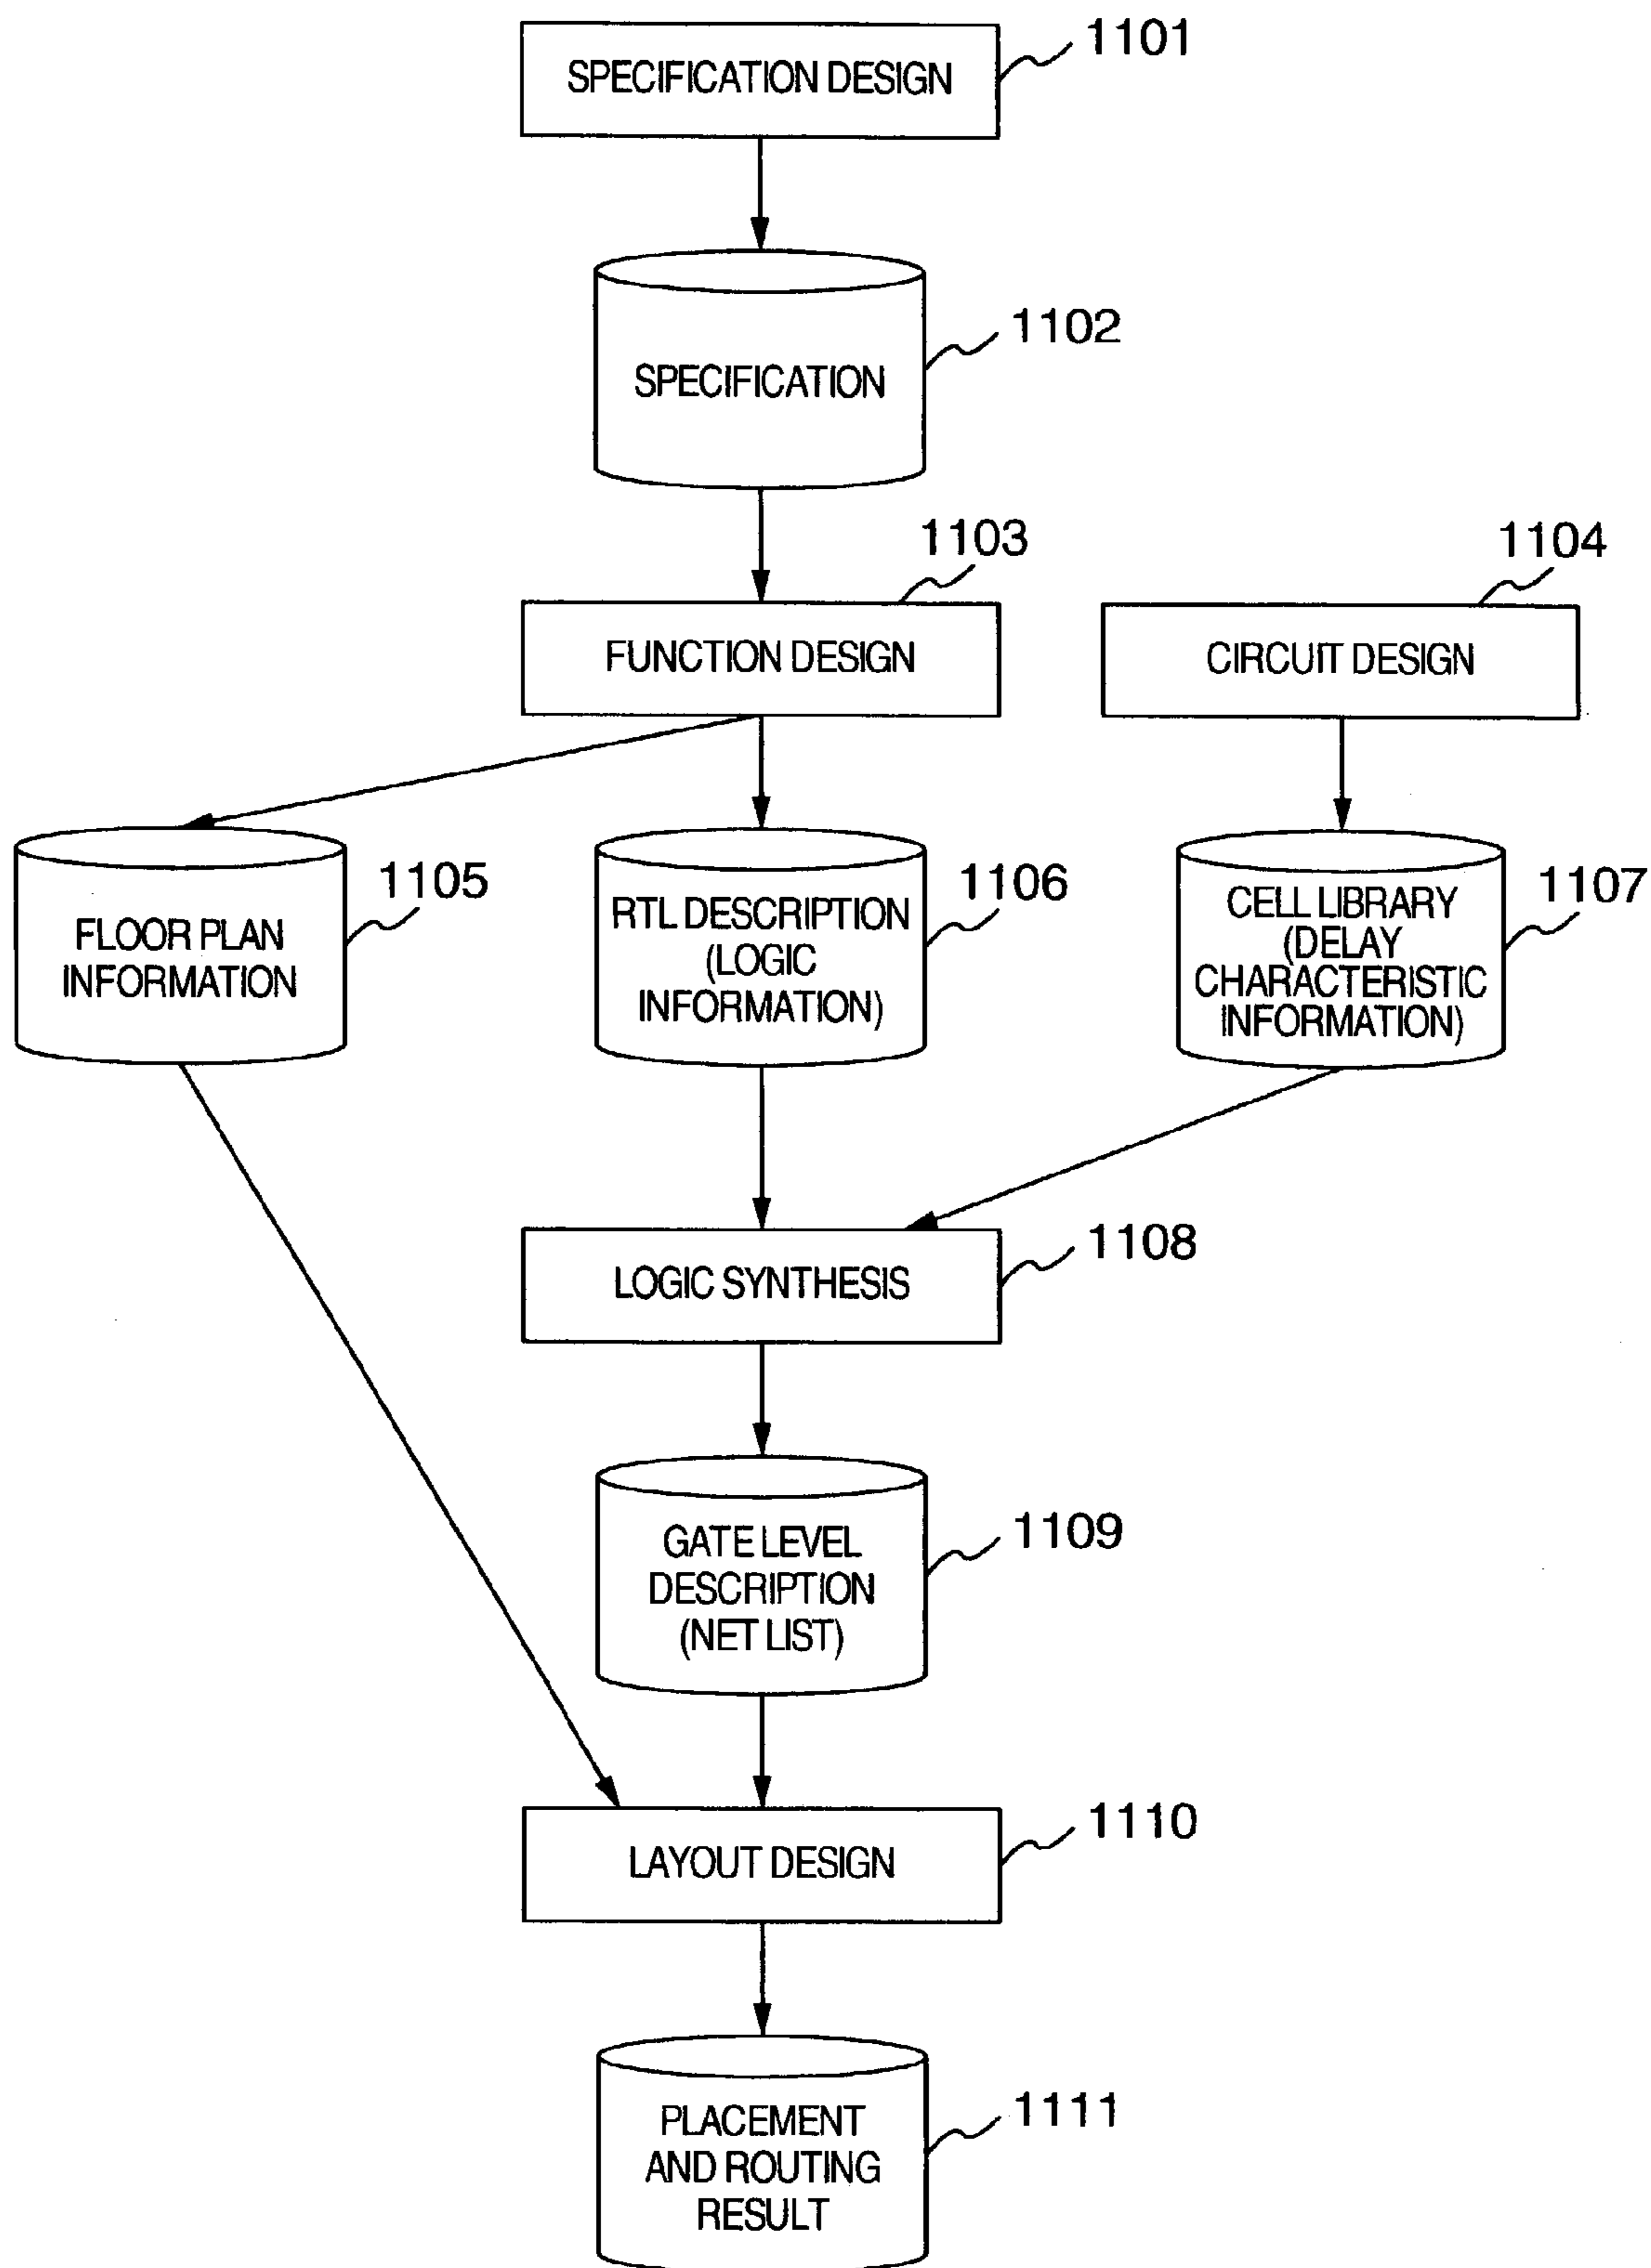 1101
SPECIFICATION DESIGN
1102
SPECIFICATION
1103
FUNCTION DESIGN
1104
CIRCUIT DESIGN
1105
FLOOR PLAN
INFORMATION
1106
RTL DESCRIPTION
(LOGIC
INFORMATION)
1107
CELL LIBRARY
(DELAY
CHARACTERISTIC
INFORMATION)
1108
LOGIC SYNTHESIS
1109
GATE LEVEL
DESCRIPTION
(NET LIST)
1110
LAYOUT DESIGN
1111
PLACEMENT
AND ROUTING
RESULT